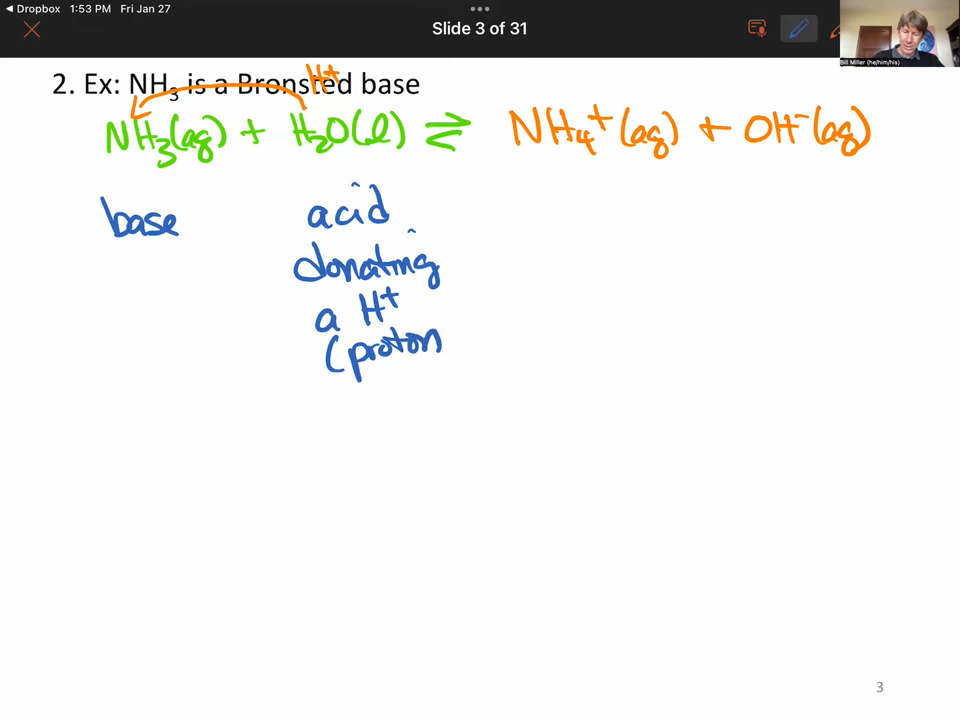 ◀ Dropbox 1:53 PM Fri Jan 27
Slide 3 of 31
Bill Miller (he/him/his)
2. Ex: NH₃ is a Bronsted base
H⁺
NH₃(aq) + H₂O(l) ⇌ NH₄⁺(aq) + OH⁻(aq)
base acid
donating
a H⁺
(proton
3